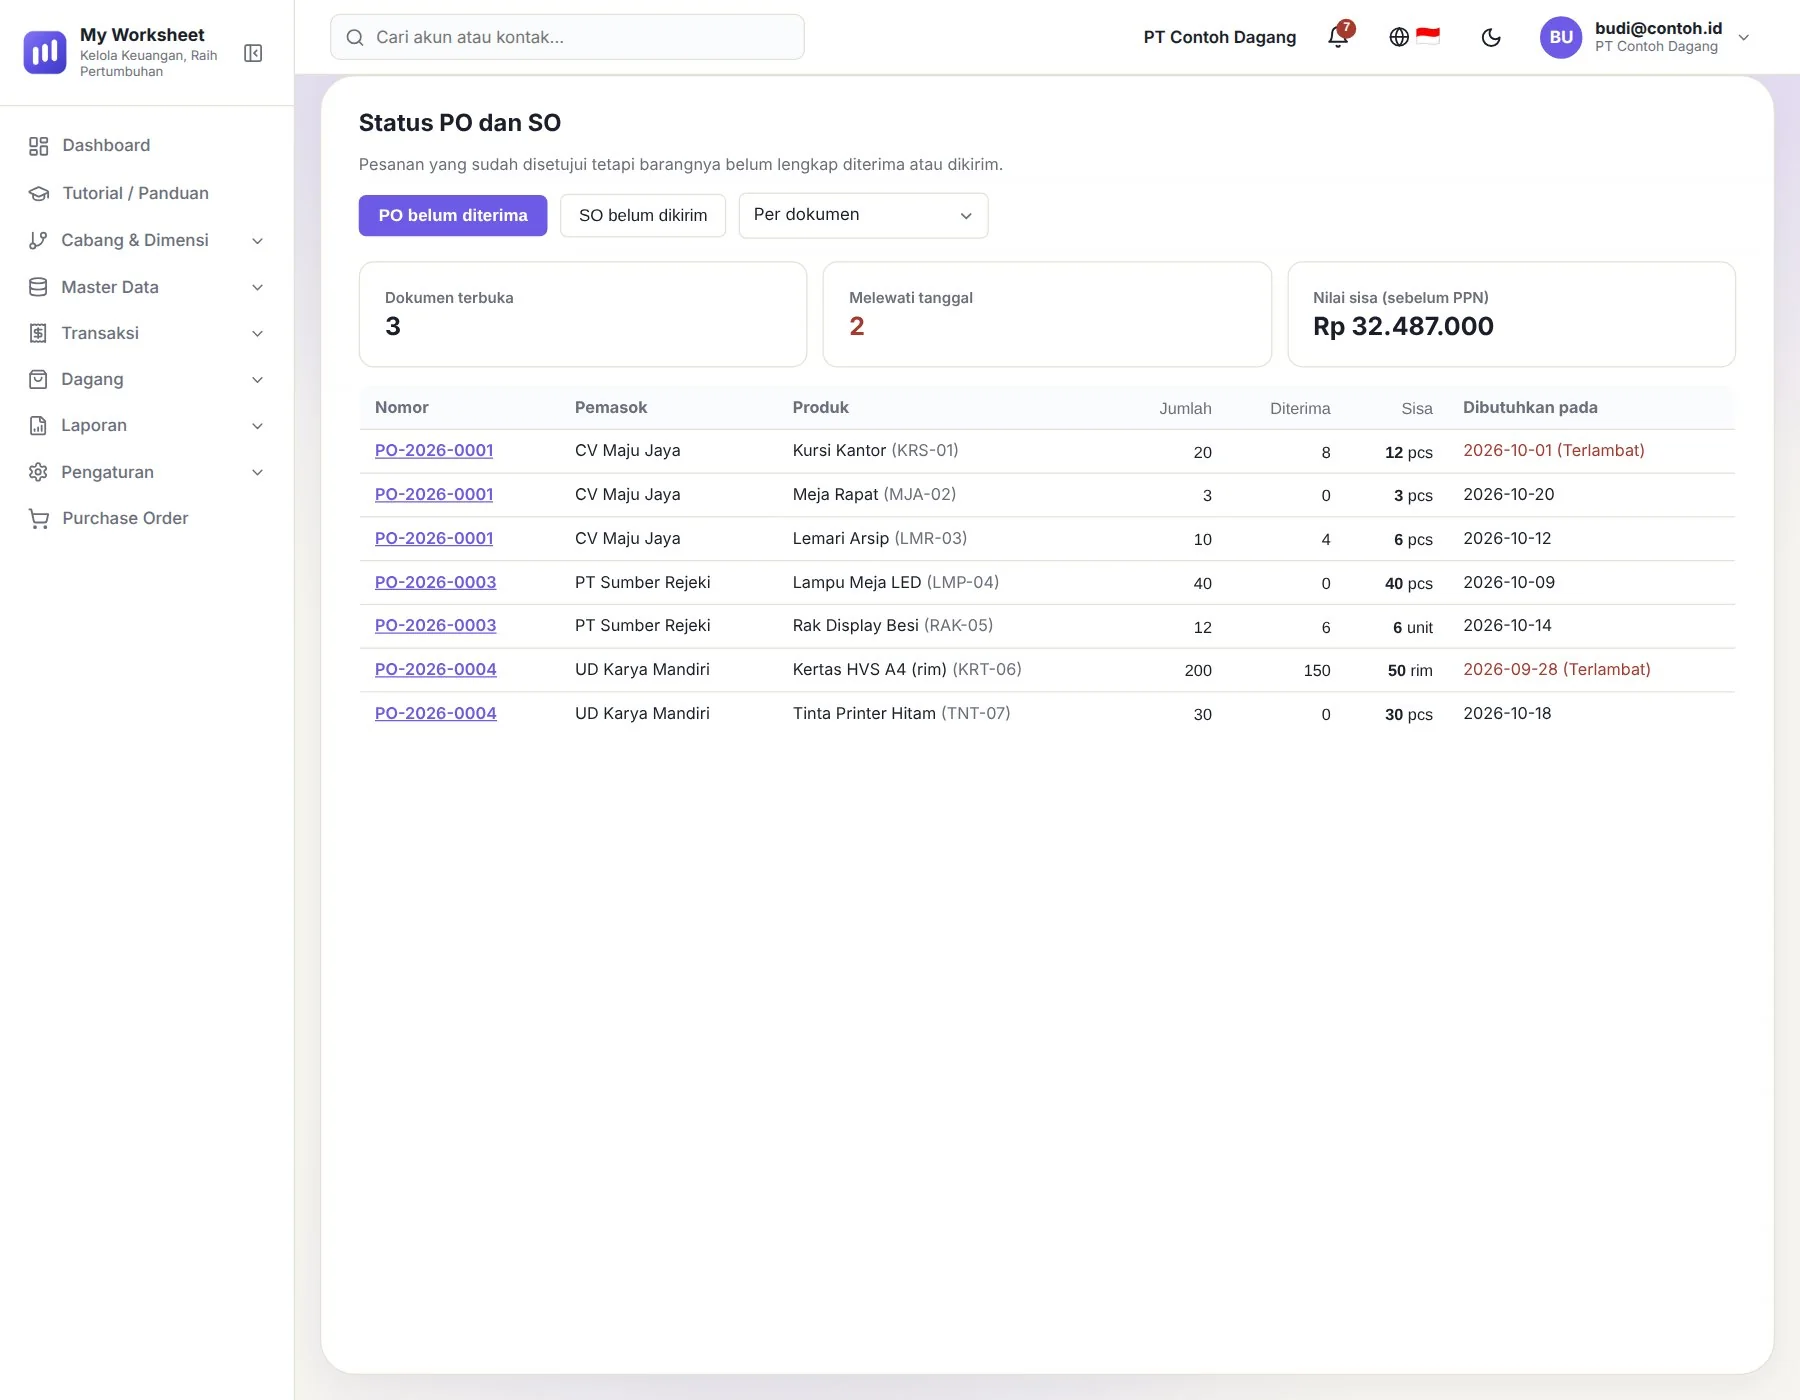 My Worksheet
Kelola Keuangan, Raih
Pertumbuhan
Cari akun atau kontak...
PT Contoh Dagang
7
BU
budi@contoh.id
PT Contoh Dagang
Dashboard
Tutorial / Panduan
Cabang & Dimensi
Master Data
Transaksi
Dagang
Laporan
Pengaturan
Purchase Order
Status PO dan SO
Pesanan yang sudah disetujui tetapi barangnya belum lengkap diterima atau dikirim.
PO belum diterima SO belum dikirim Per dokumen
Dokumen terbuka
3
Melewati tanggal
2
Nilai sisa (sebelum PPN)
Rp 32.487.000
Nomor Pemasok Produk Jumlah Diterima Sisa Dibutuhkan pada
PO-2026-0001 CV Maju Jaya Kursi Kantor (KRS-01) 20 8 12 pcs 2026-10-01 (Terlambat)
PO-2026-0001 CV Maju Jaya Meja Rapat (MJA-02) 3 0 3 pcs 2026-10-20
PO-2026-0001 CV Maju Jaya Lemari Arsip (LMR-03) 10 4 6 pcs 2026-10-12
PO-2026-0003 PT Sumber Rejeki Lampu Meja LED (LMP-04) 40 0 40 pcs 2026-10-09
PO-2026-0003 PT Sumber Rejeki Rak Display Besi (RAK-05) 12 6 6 unit 2026-10-14
PO-2026-0004 UD Karya Mandiri Kertas HVS A4 (rim) (KRT-06) 200 150 50 rim 2026-09-28 (Terlambat)
PO-2026-0004 UD Karya Mandiri Tinta Printer Hitam (TNT-07) 30 0 30 pcs 2026-10-18